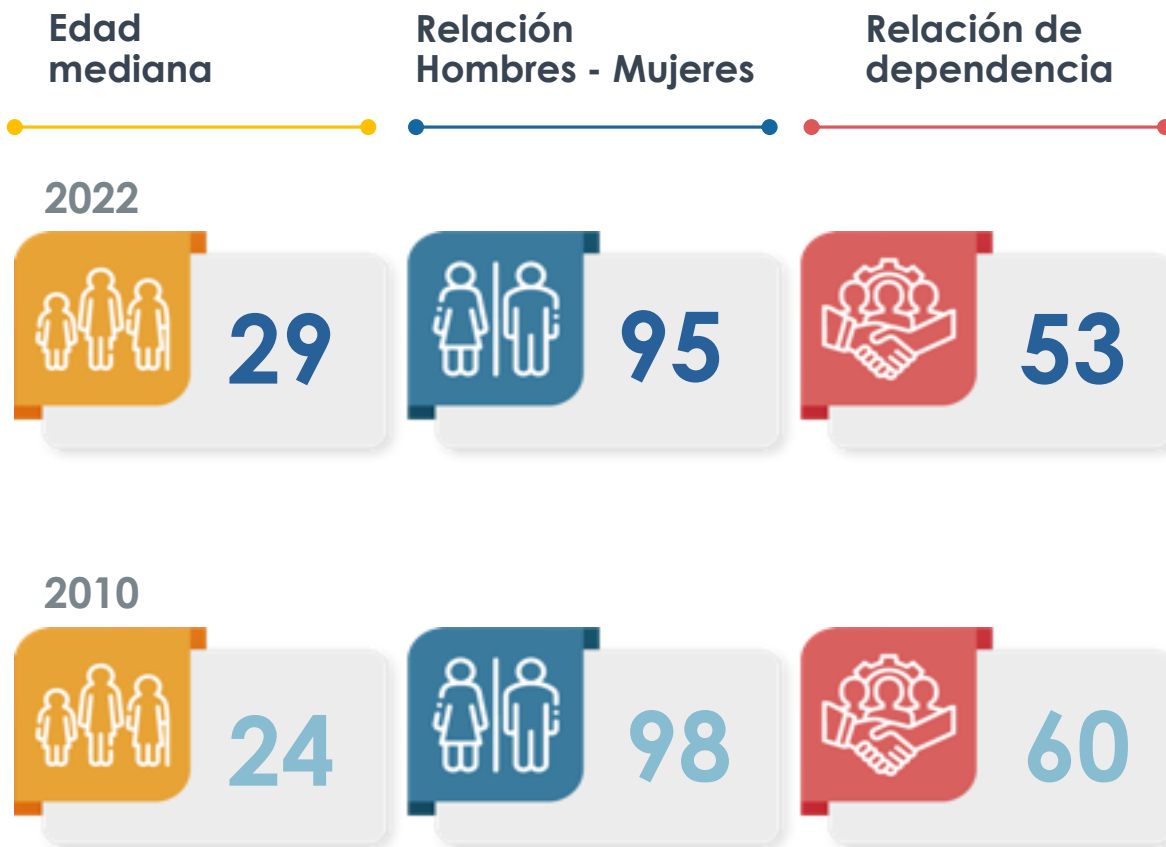 Edad
mediana
Relación
Hombres - Mujeres
Relación de
dependencia
2022
29
95
53
2010
24
98
60